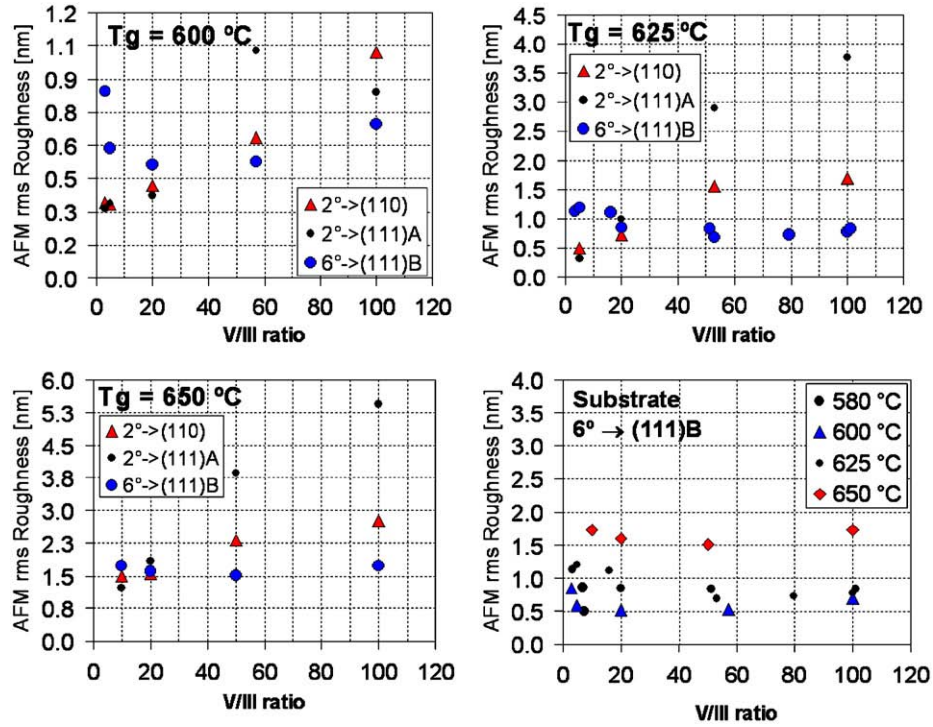 Tg = 600 ºC
AFM rms Roughness [nm]
1.1
0.9
0.8
0.6
0.5
0.3
0.2
0.0
2°->(110)
2°->(111)A
6°->(111)B
0 20 40 60 80 100 120
V/III ratio
Tg = 625 ºC
AFM rms Roughness [nm]
4.5
4.0
3.5
3.0
2.5
2.0
1.5
1.0
0.5
0.0
2°->(110)
2°->(111)A
6°->(111)B
0 20 40 60 80 100 120
V/III ratio
Tg = 650 ºC
AFM rms Roughness [nm]
6.0
5.3
4.5
3.8
3.0
2.3
1.5
0.8
0.0
2°->(110)
2°->(111)A
6°->(111)B
0 20 40 60 80 100 120
V/III ratio
Substrate
6º → (111)B
AFM rms Roughness [nm]
4.0
3.5
3.0
2.5
2.0
1.5
1.0
0.5
0.0
580 °C
600 °C
625 °C
650 °C
0 20 40 60 80 100 120
V/III ratio